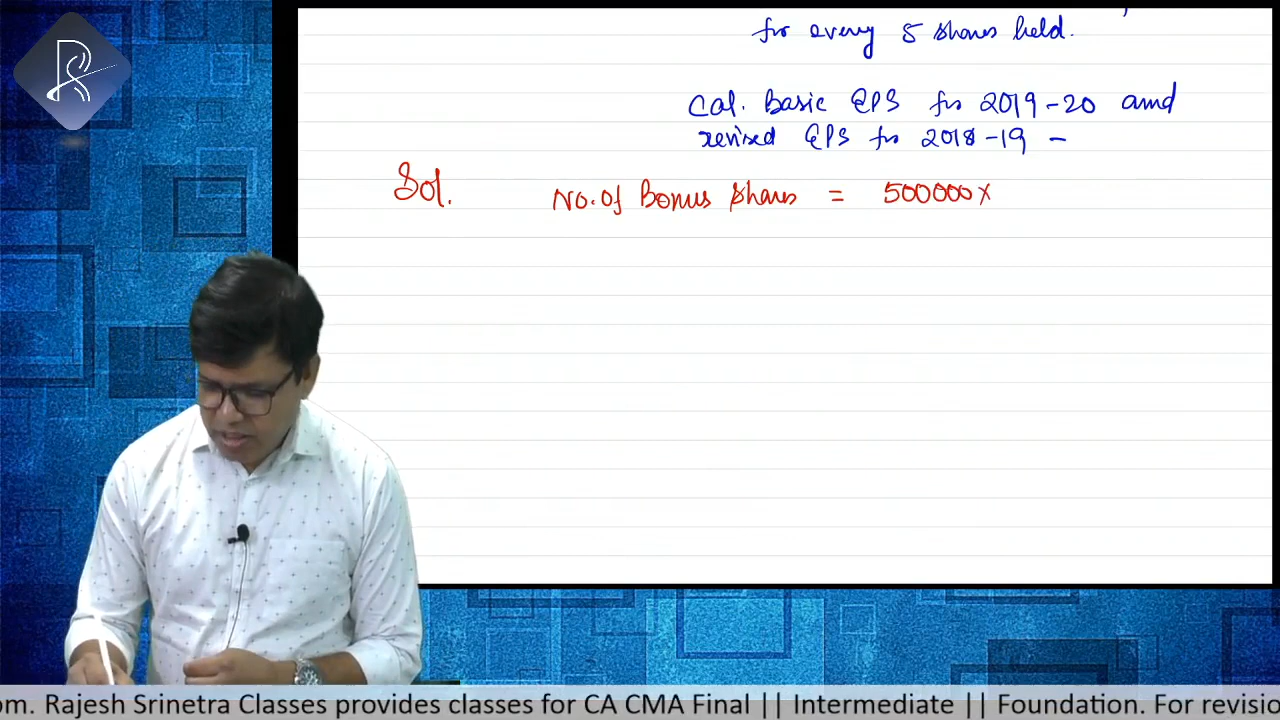 for every 5 shares held.
Cal. Basic EPS for 2019-20 and
revised EPS for 2018-19 -
Sol. No. of Bonus Shares = 500000 x
om. Rajesh Srinetra Classes provides classes for CA CMA Final || Intermediate || Foundation. For revisio